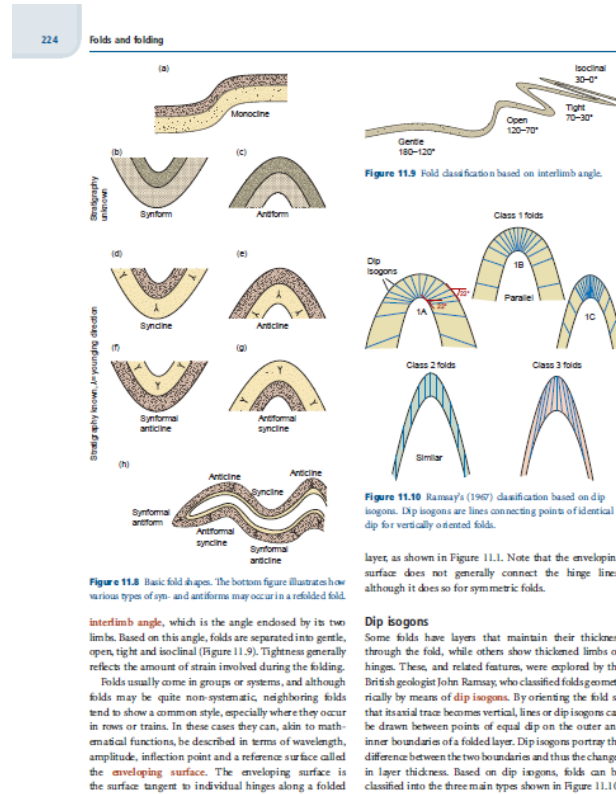 224
Folds and folding
(a)
Monocline
(b)
(c)
Stratigraphy
unknown
Synform
Antiform
(d)
(e)
Syncline
Anticline
Stratigraphy known, = younging direction
(f)
(g)
Synformal
anticline
Antiformal
syncline
(h)
Anticline
Anticline
Syncline
Synformal
antiform
Antiformal
syncline
Synformal
anticline
Figure 11.8 Basic fold shapes. The bottom figure illustrates how
various types of syn- and antiforms may occur in a refolded fold.
interlimb angle, which is the angle enclosed by its two
limbs. Based on this angle, folds are separated into gentle,
open, tight and isoclinal (Figure 11.9). Tightness generally
reflects the amount of strain involved during the folding.
Folds usually come in groups or systems, and although
folds may be quite non-systematic, neighboring folds
tend to show a common style, especially where they occur
in rows or trains. In these cases they can, akin to math-
ematical functions, be described in terms of wavelength,
amplitude, inflection point and a reference surface called
the enveloping surface. The enveloping surface is
the surface tangent to individual hinges along a folded
Isoclinal
30–0°
Tight
70–30°
Open
120–70°
Gentle
180–120°
Figure 11.9 Fold classification based on interlimb angle.
Class 1 folds
Dip
isogons
1A
22°
22°
1B
Parallel
1C
Class 2 folds
Class 3 folds
Similar
Figure 11.10 Ramsay's (1967) classification based on dip
isogons. Dip isogons are lines connecting points of identical
dip for vertically oriented folds.
layer, as shown in Figure 11.1. Note that the envelopin
surface does not generally connect the hinge line
although it does so for symmetric folds.
Dip isogons
Some folds have layers that maintain their thicknes
through the fold, while others show thickened limbs o
hinges. These, and related features, were explored by th
British geologist John Ramsay, who classified folds geomet
rically by means of dip isogons. By orienting the fold s
that its axial trace becomes vertical, lines or dip isogons ca
be drawn between points of equal dip on the outer an
inner boundaries of a folded layer. Dip isogons portray th
difference between the two boundaries and thus the change
in layer thickness. Based on dip isogons, folds can b
classified into the three main types shown in Figure 11.1